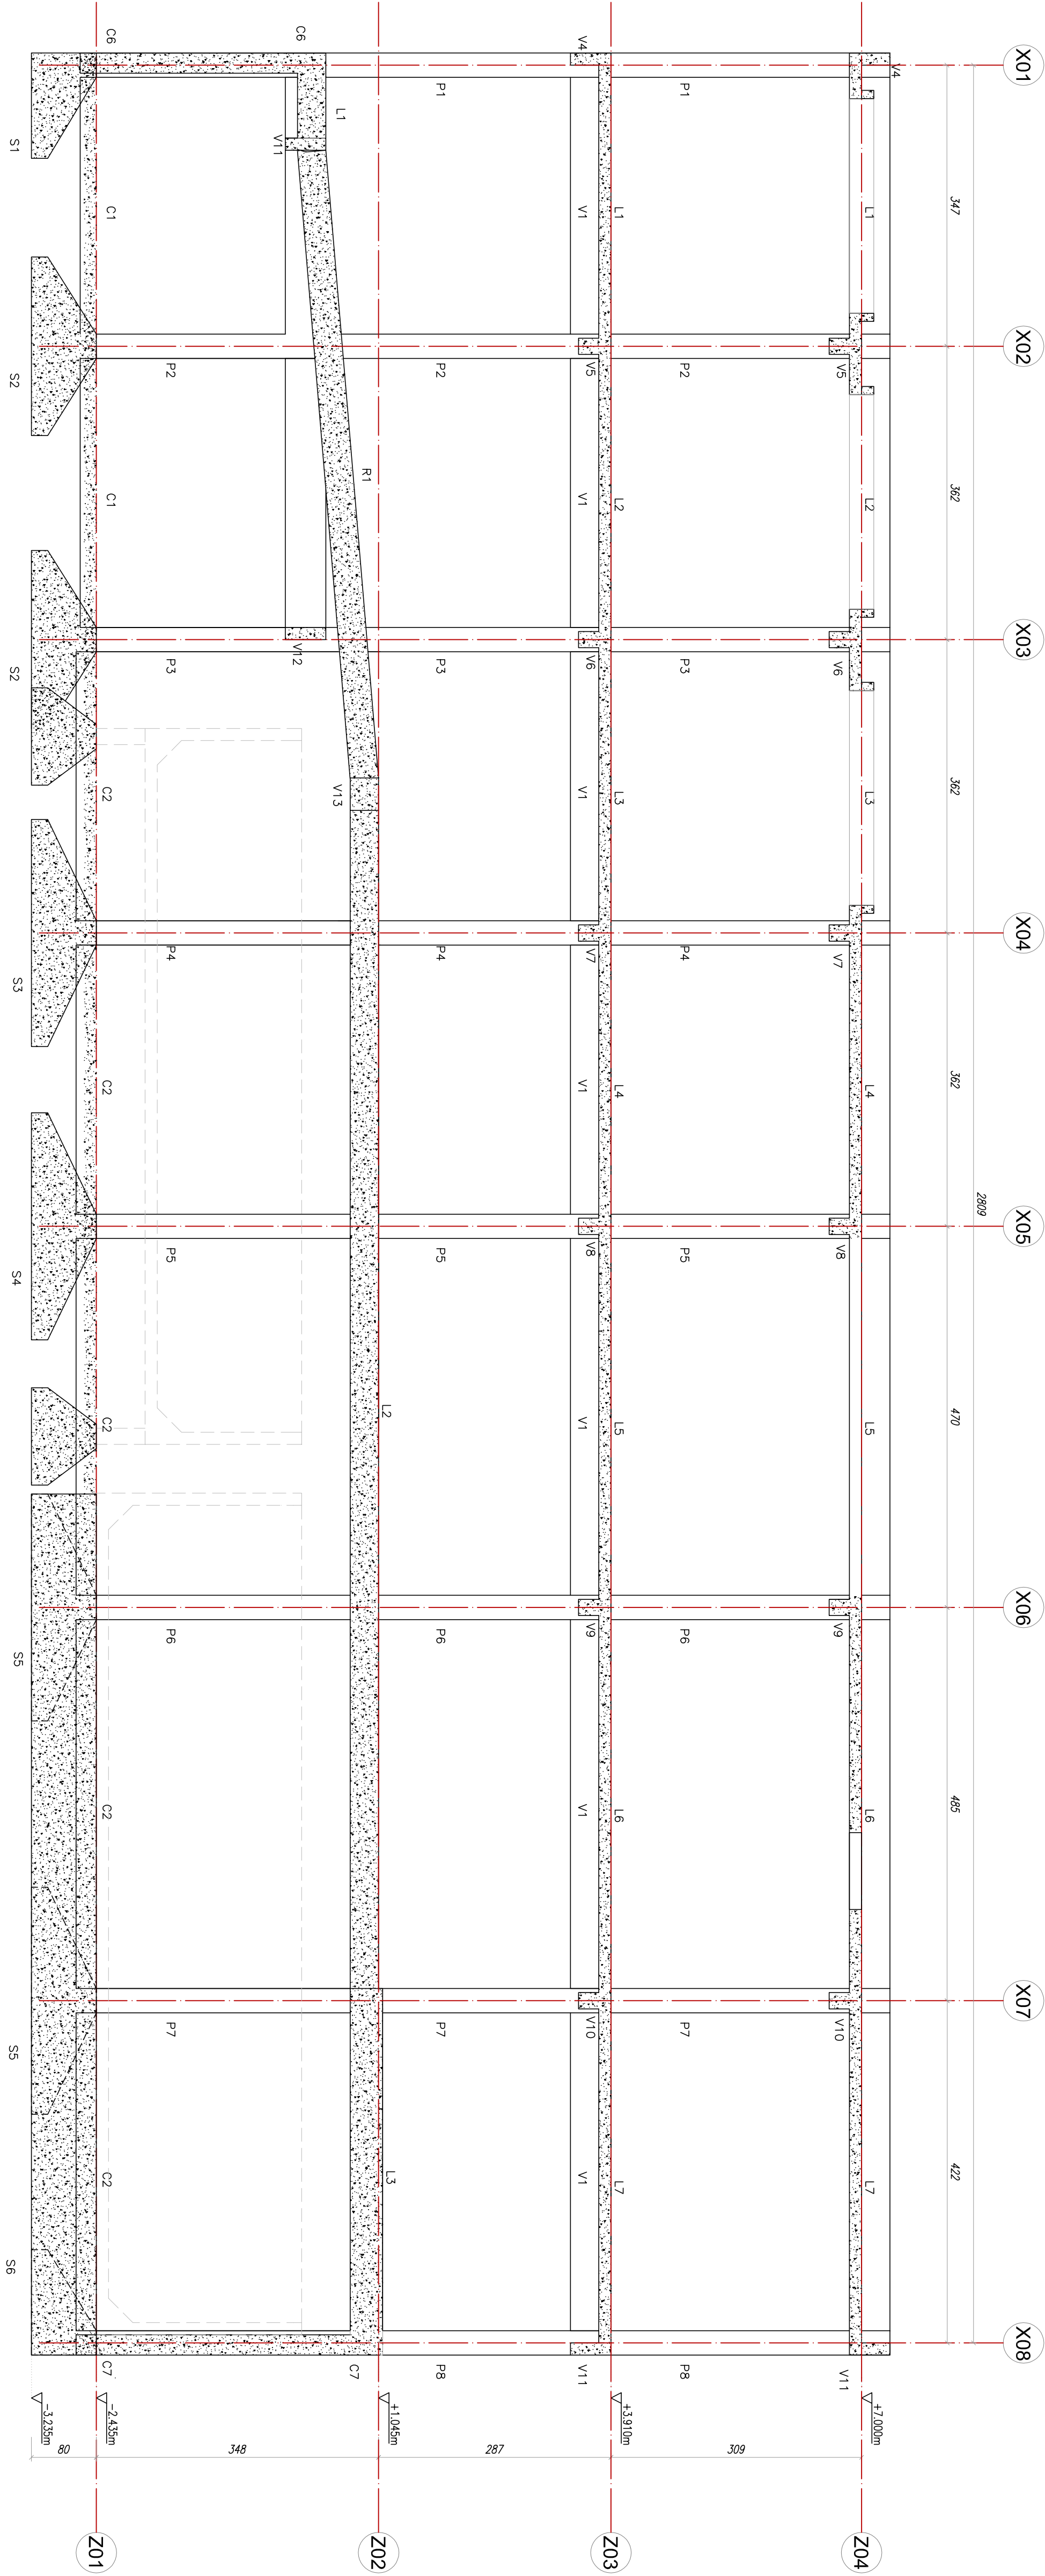 X01 X02 X03 X04 X05 X06 X07 X08
2809
347 362 362 362 470 485 422
V4 L1 L2 L3 L4 L5 L6 L7 +7.000m Z04
V5 V6 V7 V8 V9 V10 V11
P1 P2 P3 P4 P5 P6 P7 P8 309
L1 L2 L3 L4 L5 L6 L7 +3.910m Z03
V4 V1 V5 V1 V6 V1 V7 V1 V8 V1 V9 V1 V10 V1 V11
P1 P2 P3 P4 P5 P6 P7 P8 287
L2 L3 +1.045m Z02
L1 R1 V13 C7
C6 V11 V12
P2 P3 P4 P5 P6 P7 348
C6 C1 C1 C2 C2 C2 C2 C2 C7 -2.435m Z01
80
-3.235m
S1 S2 S2 S3 S4 S5 S5 S6